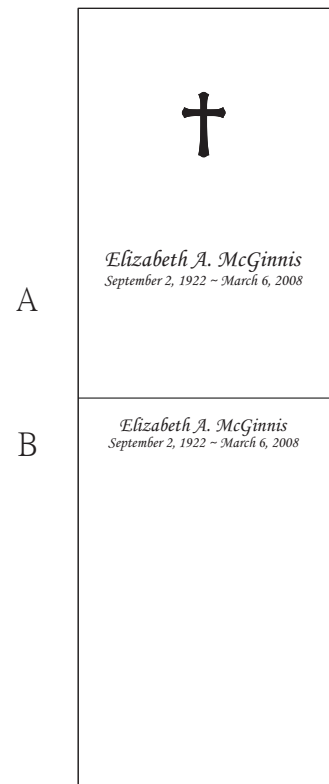 Elizabeth A. McGinnis
September 2, 1922 ~ March 6, 2008
A
B
Elizabeth A. McGinnis
September 2, 1922 ~ March 6, 2008